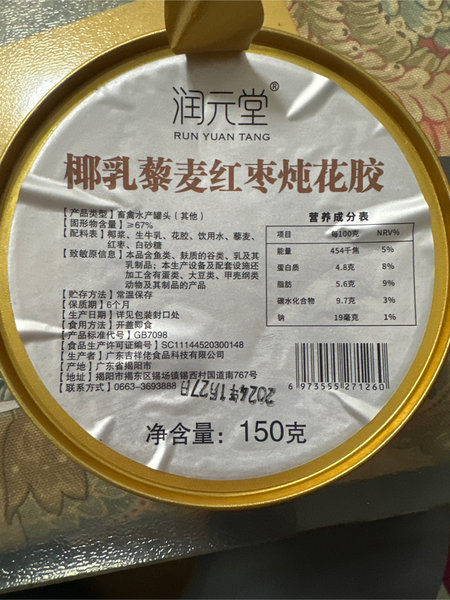 润元堂®
RUN YUAN TANG
椰乳藜麦红枣炖花胶
【产品类型】畜禽水产罐头（其他）
【固形物含量】≥67%
【配料表】椰浆、生牛乳、花胶、饮用水、藜麦、
红枣、白砂糖
【致敏原信息】本品含鱼类、麸质的谷类、乳及其
乳制品；本生产设备及配套设施还
加工含有蛋类、大豆类、甲壳纲类
动物及其制品的产品
【贮存方法】常温保存
【保质期】6个月
【生产日期】详见包装封口处
【食用方法】开盖即食
【产品标准代号】GB7098
【食品生产许可证编号】SC11144520300148
【生产者】广东吉祥佬食品科技有限公司
【产地】广东省揭阳市
【地址】揭阳市揭东区锡场镇锡西村国道南767号
【联系方式】0663-3693888
营养成分表
项目 每100克 NRV%
能量 454千焦 5%
蛋白质 4.8克 8%
脂肪 5.6克 9%
碳水化合物 9.7克 3%
钠 19毫克 1%
6 973555 271260
2024年1月27日
净含量：150克